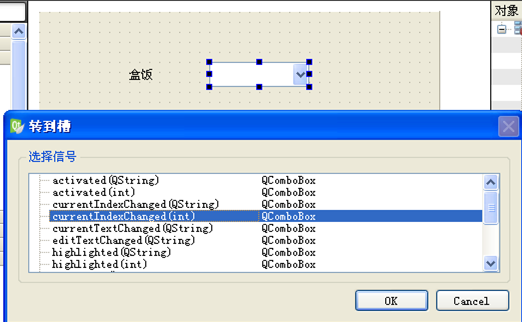 对象
盒饭
转到槽
选择信号
activated(QString) QComboBox
activated(int) QComboBox
currentIndexChanged(QString) QComboBox
currentIndexChanged(int) QComboBox
currentTextChanged(QString) QComboBox
editTextChanged(QString) QComboBox
highlighted(QString) QComboBox
highlighted(int) QComboBox
OK Cancel